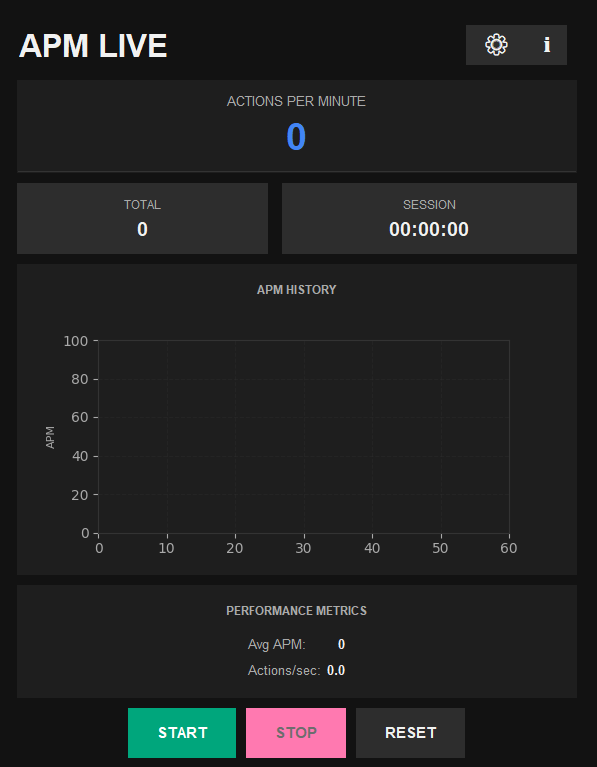 APM LIVE
i
ACTIONS PER MINUTE
0
TOTAL
0
SESSION
00:00:00
APM HISTORY
100
80
60
40
20
0
APM
0 10 20 30 40 50 60
PERFORMANCE METRICS
Avg APM: 0
Actions/sec: 0.0
START
STOP
RESET